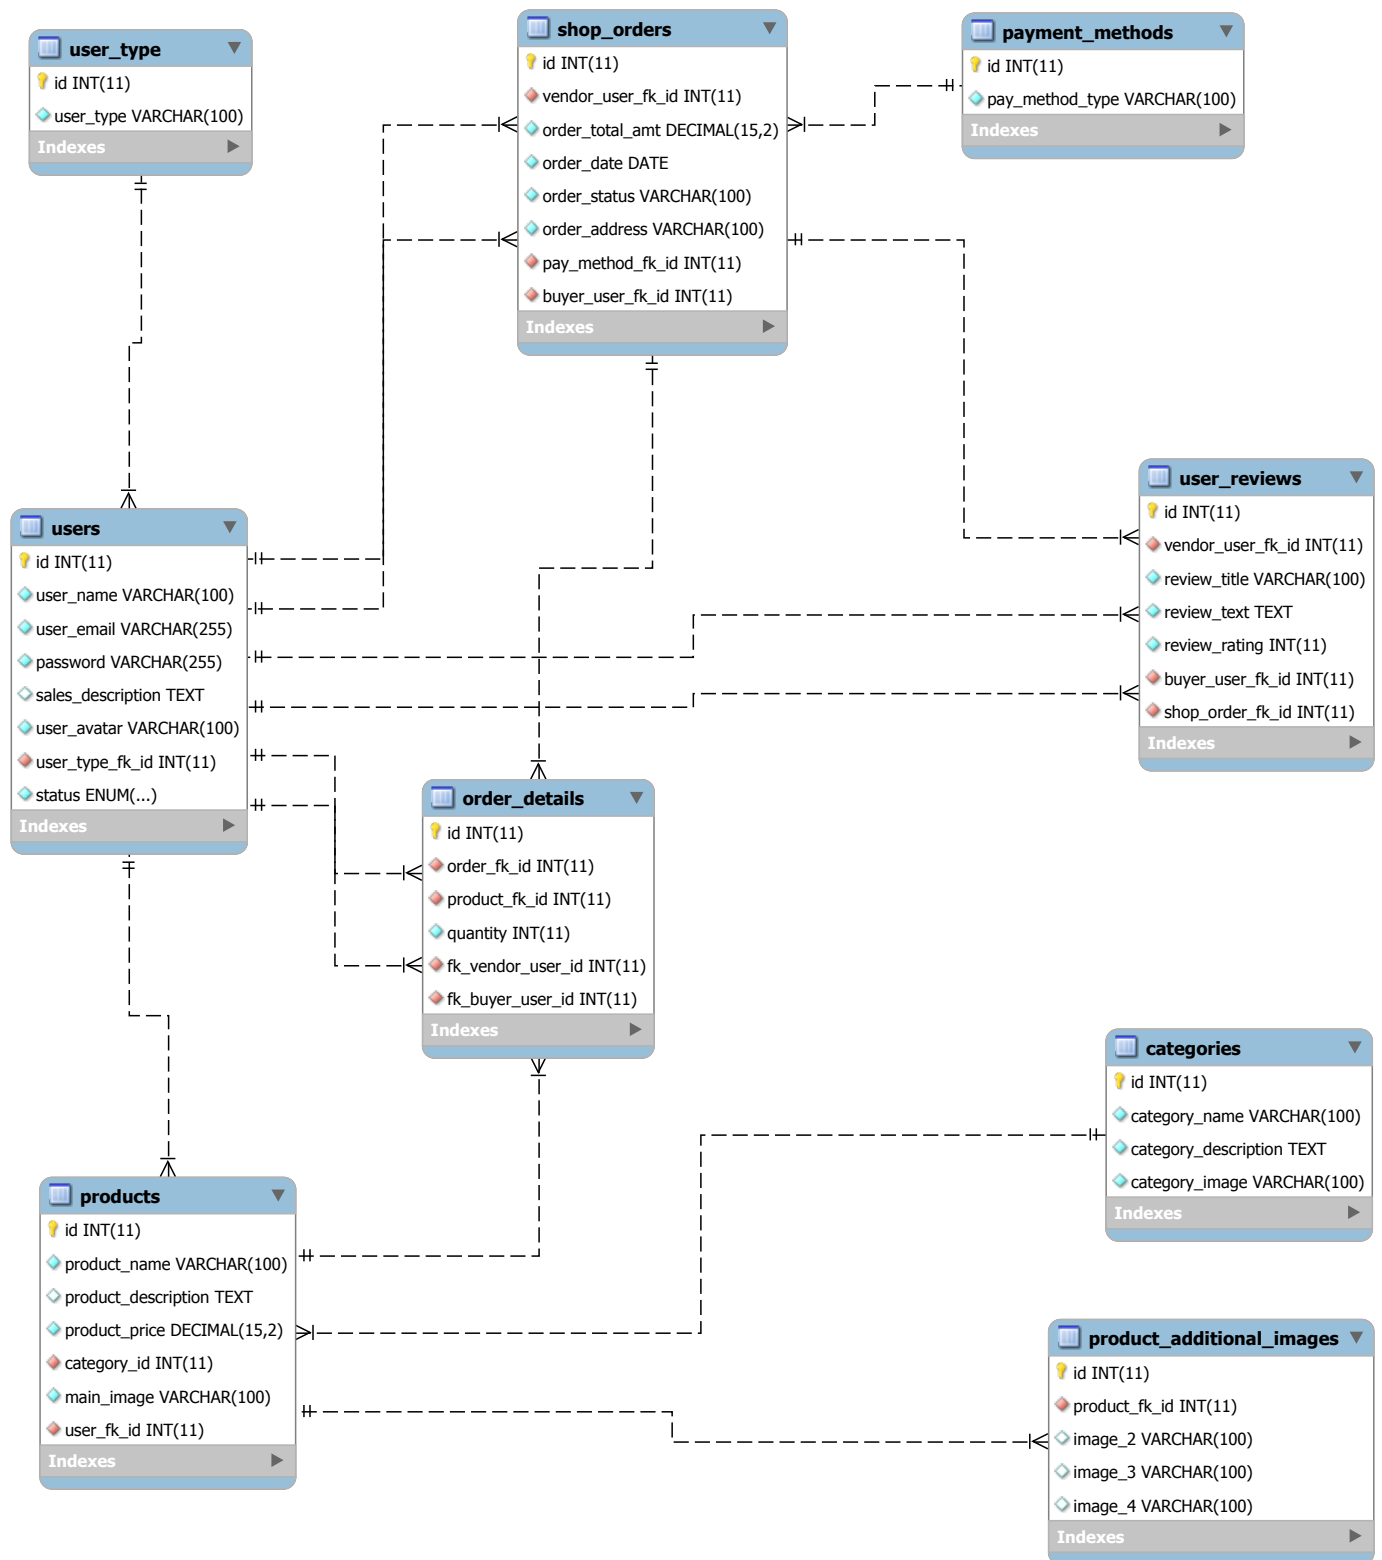 user_type
id INT(11)
user_type VARCHAR(100)
Indexes
shop_orders
id INT(11)
vendor_user_fk_id INT(11)
order_total_amt DECIMAL(15,2)
order_date DATE
order_status VARCHAR(100)
order_address VARCHAR(100)
pay_method_fk_id INT(11)
buyer_user_fk_id INT(11)
Indexes
payment_methods
id INT(11)
pay_method_type VARCHAR(100)
Indexes
users
id INT(11)
user_name VARCHAR(100)
user_email VARCHAR(255)
password VARCHAR(255)
sales_description TEXT
user_avatar VARCHAR(100)
user_type_fk_id INT(11)
status ENUM(...)
Indexes
user_reviews
id INT(11)
vendor_user_fk_id INT(11)
review_title VARCHAR(100)
review_text TEXT
review_rating INT(11)
buyer_user_fk_id INT(11)
shop_order_fk_id INT(11)
Indexes
order_details
id INT(11)
order_fk_id INT(11)
product_fk_id INT(11)
quantity INT(11)
fk_vendor_user_id INT(11)
fk_buyer_user_id INT(11)
Indexes
categories
id INT(11)
category_name VARCHAR(100)
category_description TEXT
category_image VARCHAR(100)
Indexes
products
id INT(11)
product_name VARCHAR(100)
product_description TEXT
product_price DECIMAL(15,2)
category_id INT(11)
main_image VARCHAR(100)
user_fk_id INT(11)
Indexes
product_additional_images
id INT(11)
product_fk_id INT(11)
image_2 VARCHAR(100)
image_3 VARCHAR(100)
image_4 VARCHAR(100)
Indexes